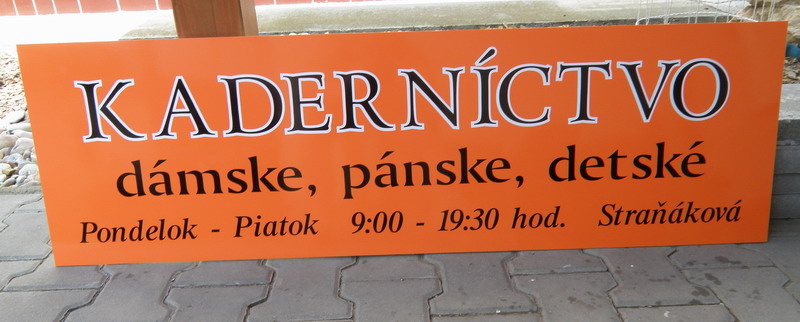 KADERNÍCTVO
dámske, pánske, detské
Pondelok - Piatok 9:00 - 19:30 hod. Straňáková